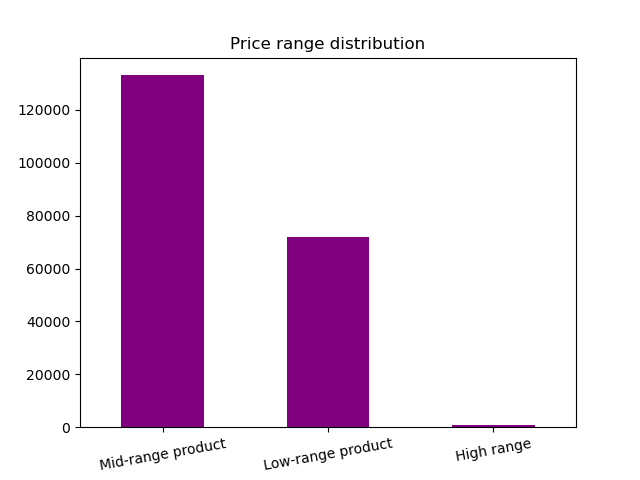 Price range distribution
120000
100000
80000
60000
40000
20000
0
Mid-range product
Low-range product
High range